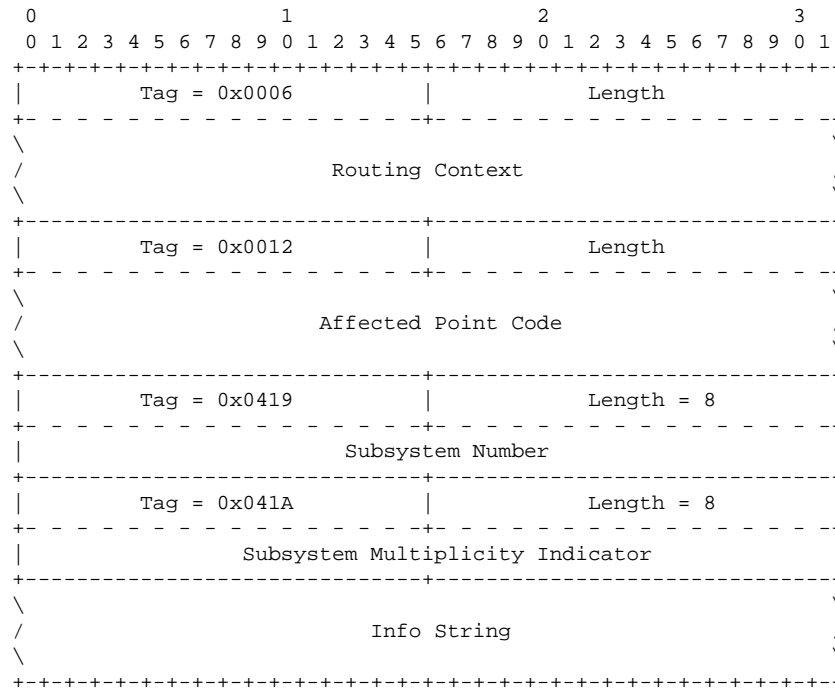 0                   1                   2                   3
0 1 2 3 4 5 6 7 8 9 0 1 2 3 4 5 6 7 8 9 0 1 2 3 4 5 6 7 8 9 0 1
+-+-+-+-+-+-+-+-+-+-+-+-+-+-+-+-+-+-+-+-+-+-+-+-+-+-+-+-+-+-+-+-
|         Tag = 0x0006          |            Length
+- - - - - - - - - - - - - - - -+- - - - - - - - - - - - - - - --
\                                                               \
/                        Routing Context                        /
\                                                               \
+-------------------------------+--------------------------------
|         Tag = 0x0012          |            Length
+- - - - - - - - - - - - - - - -+- - - - - - - - - - - - - - - --
\                                                               \
/                       Affected Point Code                     /
\                                                               \
+-------------------------------+--------------------------------
|         Tag = 0x0419          |            Length = 8
+- - - - - - - - - - - - - - - -+- - - - - - - - - - - - - - - --
|                         Subsystem Number
+-------------------------------+--------------------------------
|         Tag = 0x041A          |            Length = 8
+- - - - - - - - - - - - - - - -+- - - - - - - - - - - - - - - --
|                 Subsystem Multiplicity Indicator
+-------------------------------+--------------------------------
\                                                               \
/                           Info String                         /
\                                                               \
+-+-+-+-+-+-+-+-+-+-+-+-+-+-+-+-+-+-+-+-+-+-+-+-+-+-+-+-+-+-+-+-